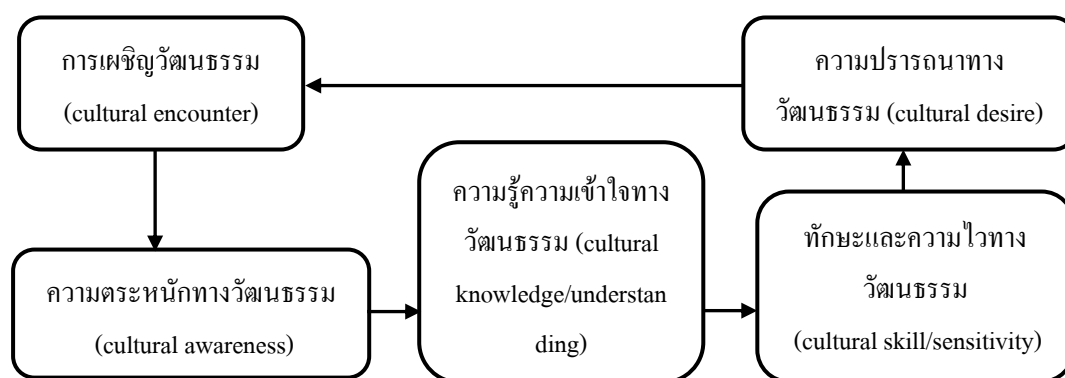 การเผชิญวัฒนธรรม
(cultural encounter)
ความปรารถนาทาง
วัฒนธรรม (cultural desire)
ความตระหนักทางวัฒนธรรม
(cultural awareness)
ความรู้ความเข้าใจทาง
วัฒนธรรม (cultural
knowledge/understan
ding)
ทักษะและความไวทาง
วัฒนธรรม
(cultural skill/sensitivity)